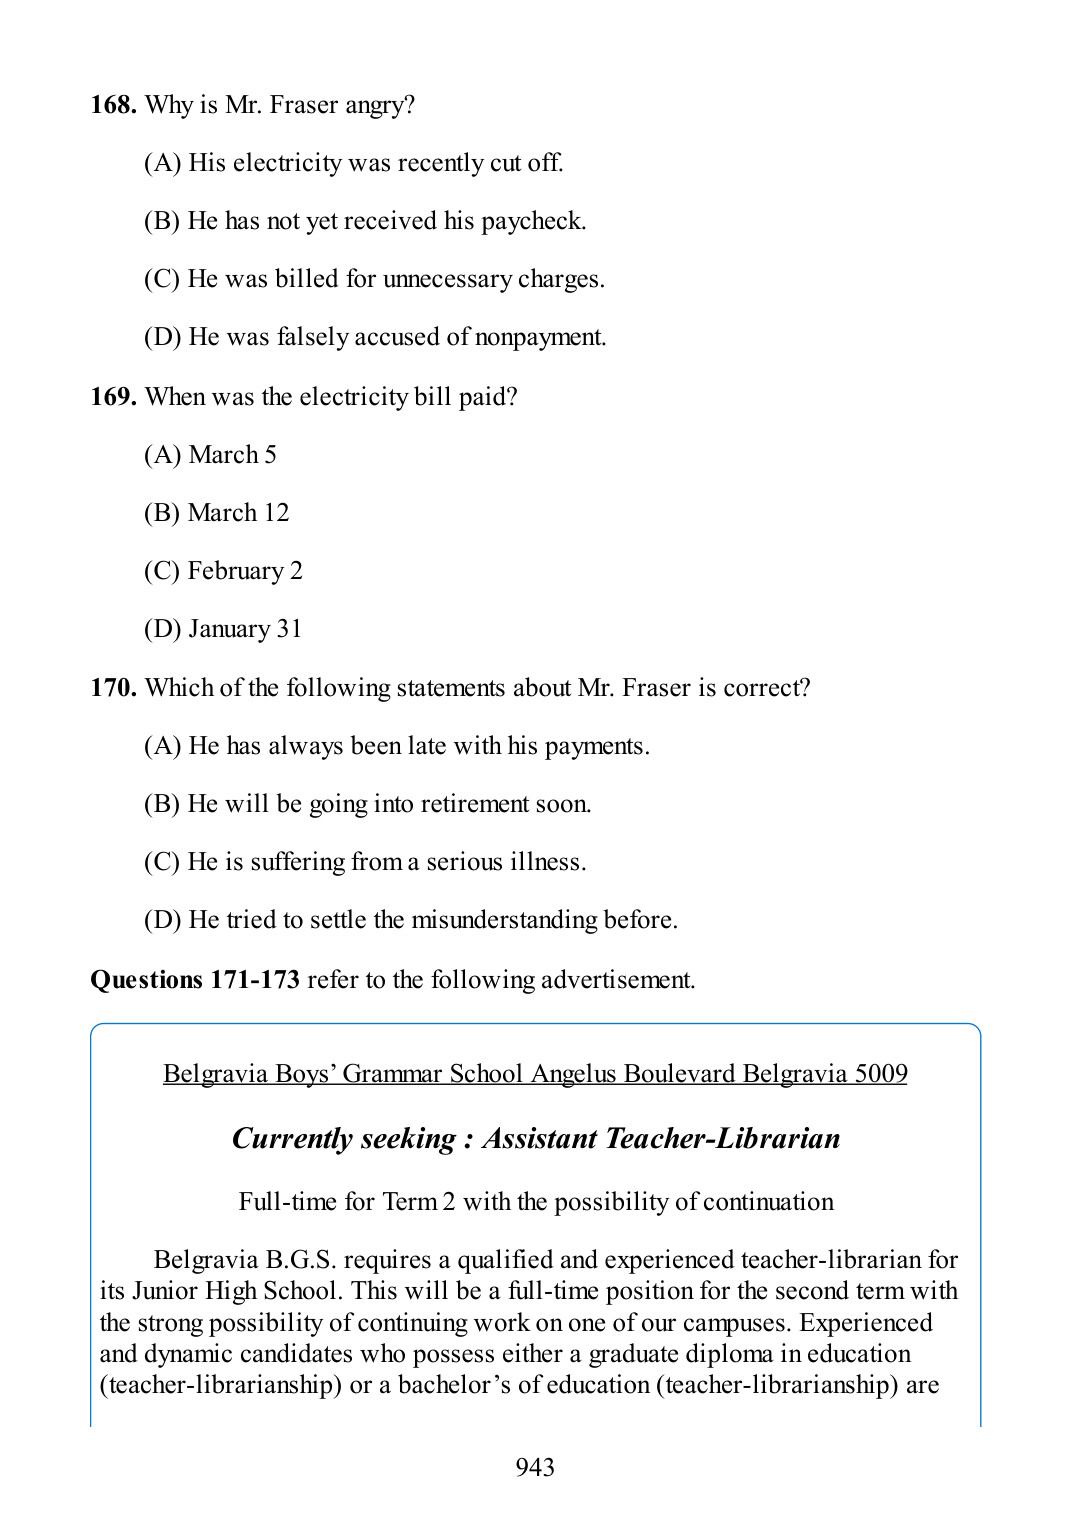 168. Why is Mr. Fraser angry?
(A) His electricity was recently cut off.
(B) He has not yet received his paycheck.
(C) He was billed for unnecessary charges.
(D) He was falsely accused of nonpayment.
169. When was the electricity bill paid?
(A) March 5
(B) March 12
(C) February 2
(D) January 31
170. Which of the following statements about Mr. Fraser is correct?
(A) He has always been late with his payments.
(B) He will be going into retirement soon.
(C) He is suffering from a serious illness.
(D) He tried to settle the misunderstanding before.
Questions 171-173 refer to the following advertisement.
Belgravia Boys’ Grammar School Angelus Boulevard Belgravia 5009
Currently seeking : Assistant Teacher-Librarian
Full-time for Term 2 with the possibility of continuation
Belgravia B.G.S. requires a qualified and experienced teacher-librarian for
its Junior High School. This will be a full-time position for the second term with
the strong possibility of continuing work on one of our campuses. Experienced
and dynamic candidates who possess either a graduate diploma in education
(teacher-librarianship) or a bachelor’s of education (teacher-librarianship) are
943